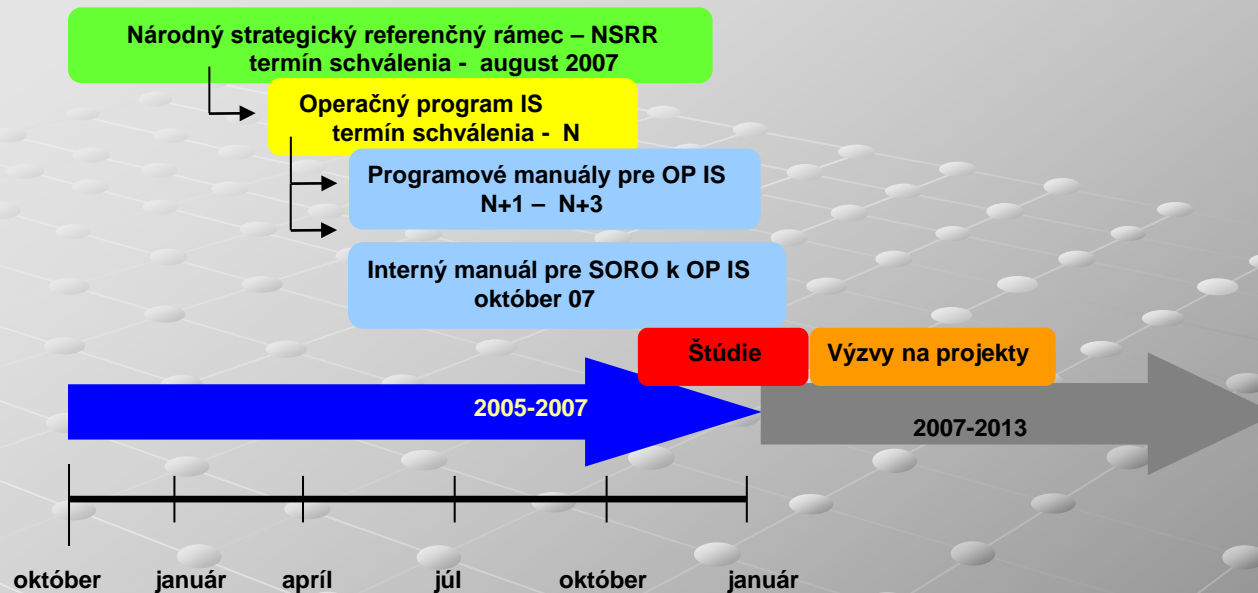 Národný strategický referenčný rámec – NSRR
termín schválenia - august 2007
Operačný program IS
termín schválenia - N
Programové manuály pre OP IS
N+1 – N+3
Interný manuál pre SORO k OP IS
október 07
Štúdie
Výzvy na projekty
2005-2007
2007-2013
október január apríl júl október január